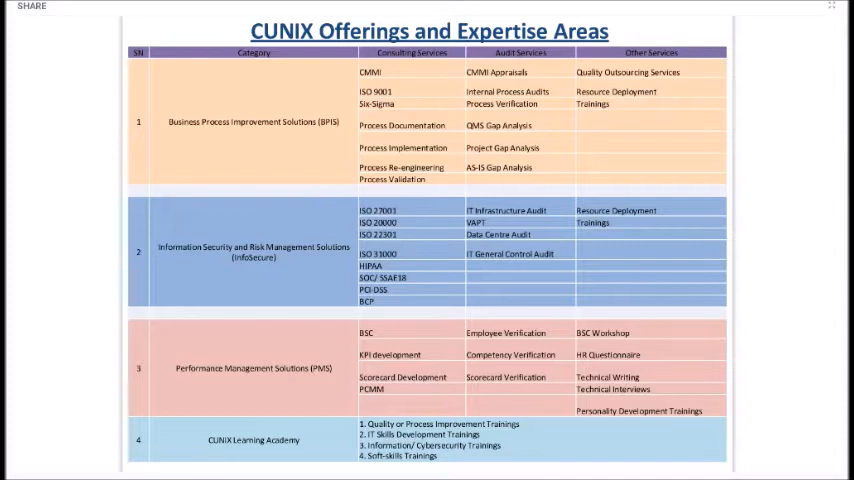 SHARE
CUNIX Offerings and Expertise Areas
SN Category Consulting Services Audit Services Other Services
CMMI CMMI Appraisals Quality Outsourcing Services
ISO 9001 Internal Process Audits Resource Deployment
Six-Sigma Process Verification Trainings
1 Business Process Improvement Solutions (BPIS)
Process Documentation QMS Gap Analysis
Process Implementation Project Gap Analysis
Process Re-engineering AS-IS Gap Analysis
Process Validation
ISO 27001 IT Infrastructure Audit Resource Deployment
ISO 20000 VAPT Trainings
ISO 22301 Data Centre Audit
2 Information Security and Risk Management Solutions
(InfoSecure)
ISO 31000 IT General Control Audit
HIPAA
SOC/ SSAE18
PCI-DSS
BCP
BSC Employee Verification BSC Workshop
KPI development Competency Verification HR Questionnaire
3 Performance Management Solutions (PMS)
Scorecard Development Scorecard Verification Technical Writing
PCMM Technical Interviews
Personality Development Trainings
4 CUNIX Learning Academy
1. Quality or Process Improvement Trainings
2. IT Skills Development Trainings
3. Information/ Cybersecurity Trainings
4. Soft-skills Trainings